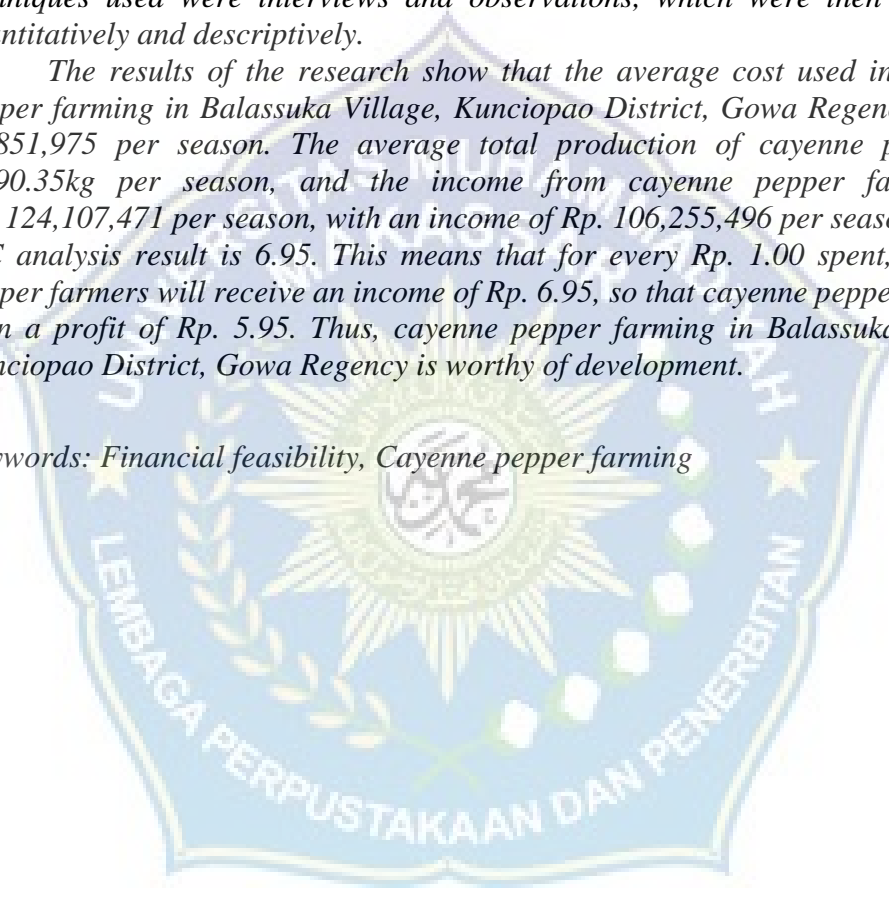 niques used were interviews and observations, which were then
ntitatively and descriptively.
The results of the research show that the average cost used in
per farming in Balassuka Village, Kunciopao District, Gowa Regen
851,975 per season. The average total production of cayenne p
90.35kg per season, and the income from cayenne pepper fa
124,107,471 per season, with an income of Rp. 106,255,496 per seas
C analysis result is 6.95. This means that for every Rp. 1.00 spent,
per farmers will receive an income of Rp. 6.95, so that cayenne peppe
n a profit of Rp. 5.95. Thus, cayenne pepper farming in Balassuka
nciopao District, Gowa Regency is worthy of development.
words: Financial feasibility, Cayenne pepper farming
LEMBAGA PERPUSTAKAAN DAN PENERBITAN